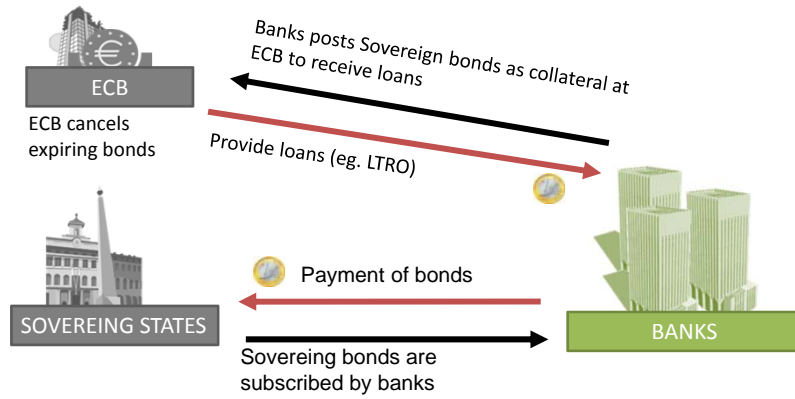 Banks posts Sovereign bonds as collateral at
ECB to receive loans
ECB
ECB cancels
expiring bonds
Provide loans (eg. LTRO)
Payment of bonds
SOVEREING STATES
BANKS
Sovereing bonds are
subscribed by banks